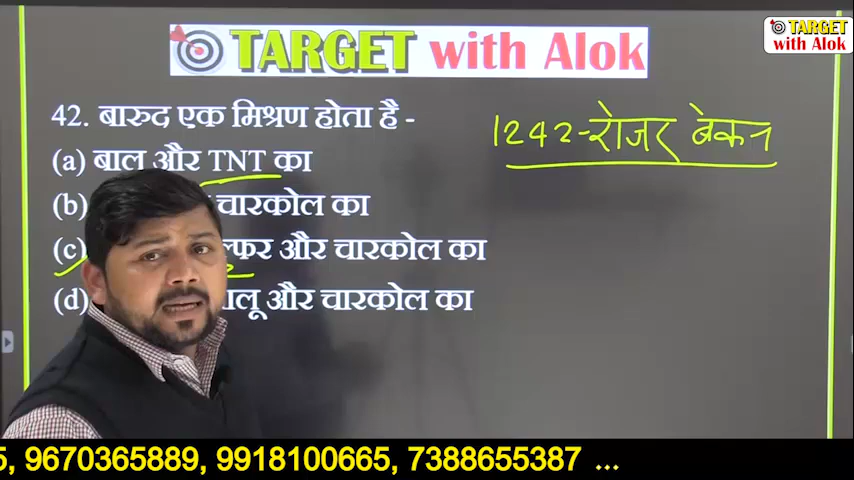 TARGET with Alok
TARGET
with Alok
42. बारुद एक मिश्रण होता है -
1242-रोजर बेकन
(a) बालू और TNT का
(b) चारकोल का
(c) और चारकोल का
(d) बालू और चारकोल का
5, 9670365889, 9918100665, 7388655387 ...